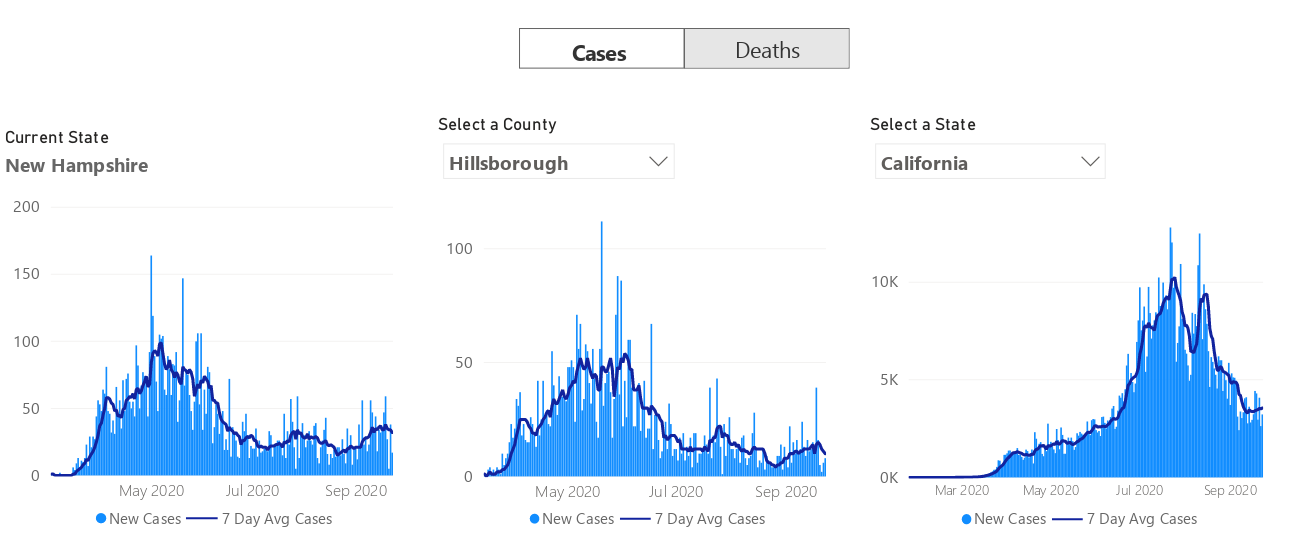 Cases Deaths
Current State
New Hampshire
Select a County
Hillsborough
Select a State
California
200
150
100
50
0
May 2020 Jul 2020 Sep 2020
New Cases 7 Day Avg Cases
100
50
0
May 2020 Jul 2020 Sep 2020
New Cases 7 Day Avg Cases
10K
5K
0K
Mar 2020 May 2020 Jul 2020 Sep 2020
New Cases 7 Day Avg Cases